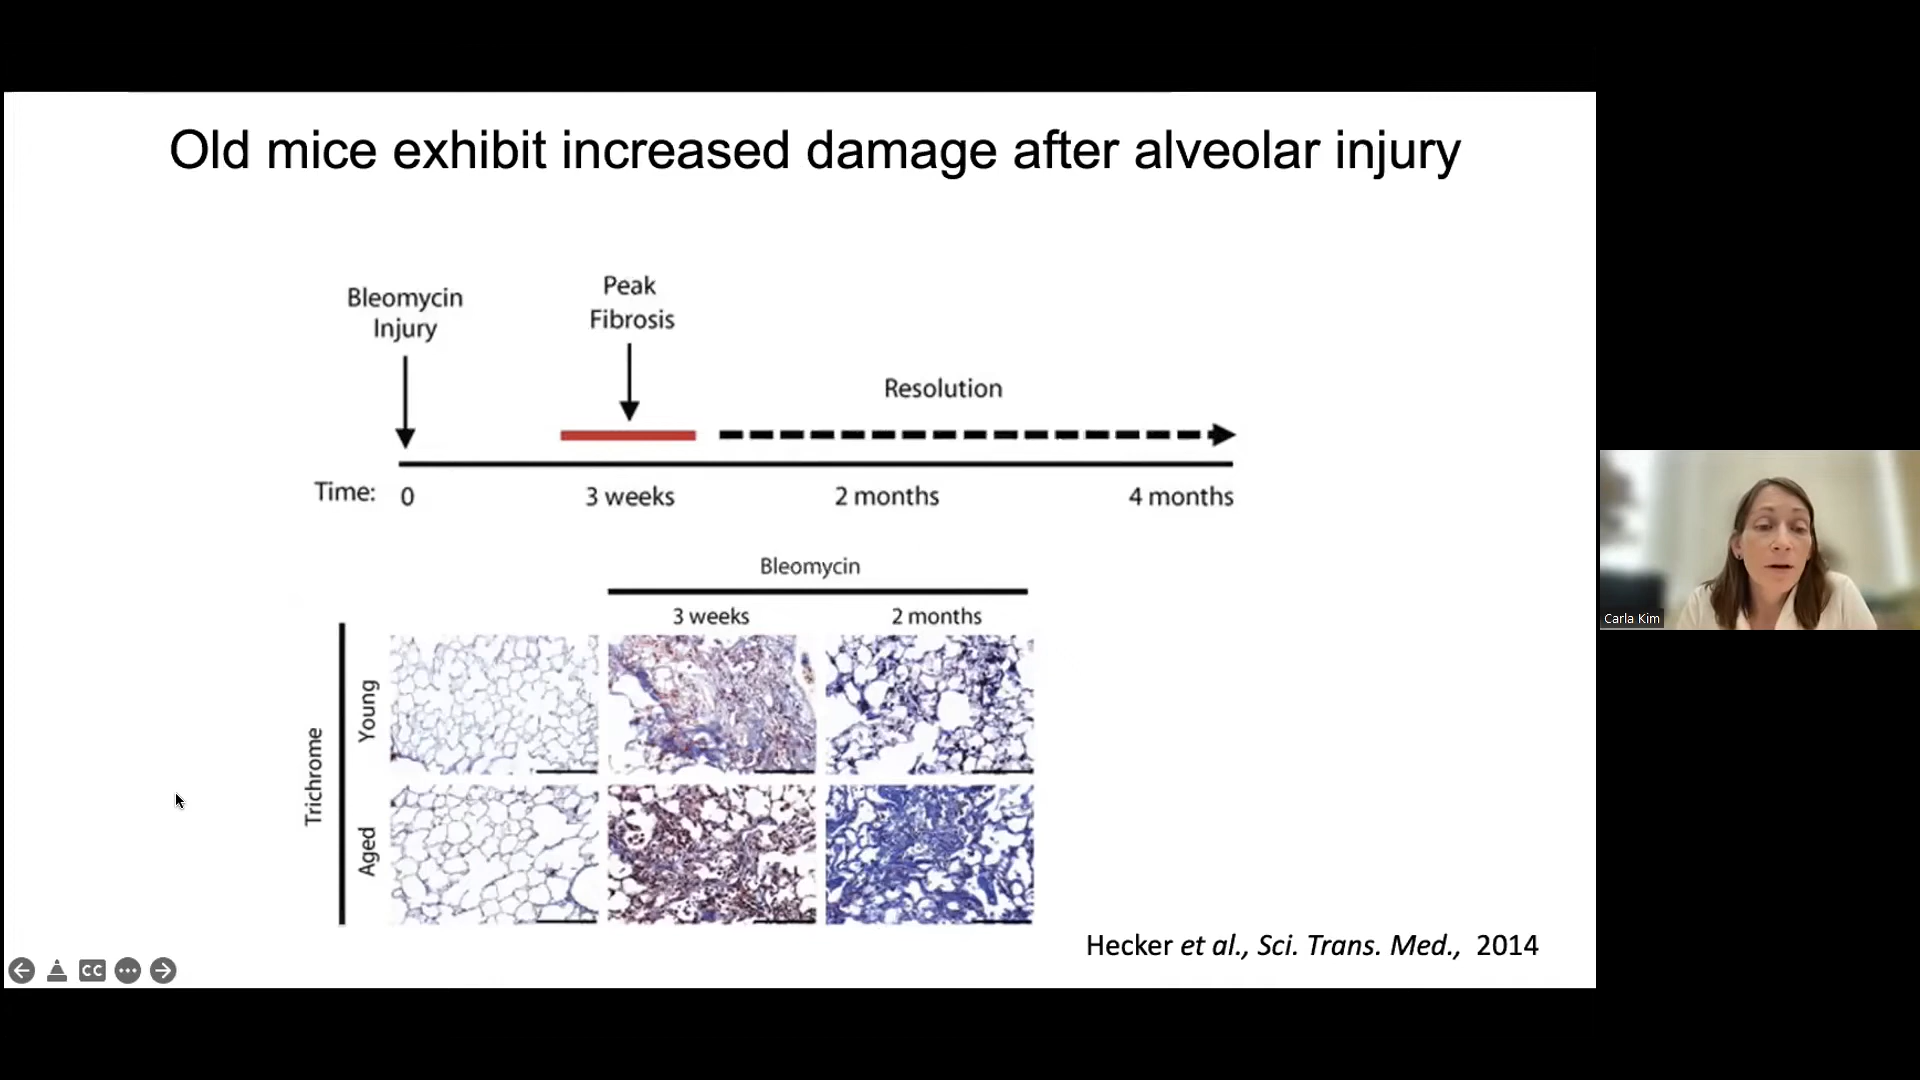 Old mice exhibit increased damage after alveolar injury
Bleomycin
Injury
Peak
Fibrosis
Resolution
Time:
0
3 weeks
2 months
4 months
Bleomycin
3 weeks
2 months
Trichrome
Young
Aged
Hecker et al., Sci. Trans. Med., 2014
CC
Carla Kim